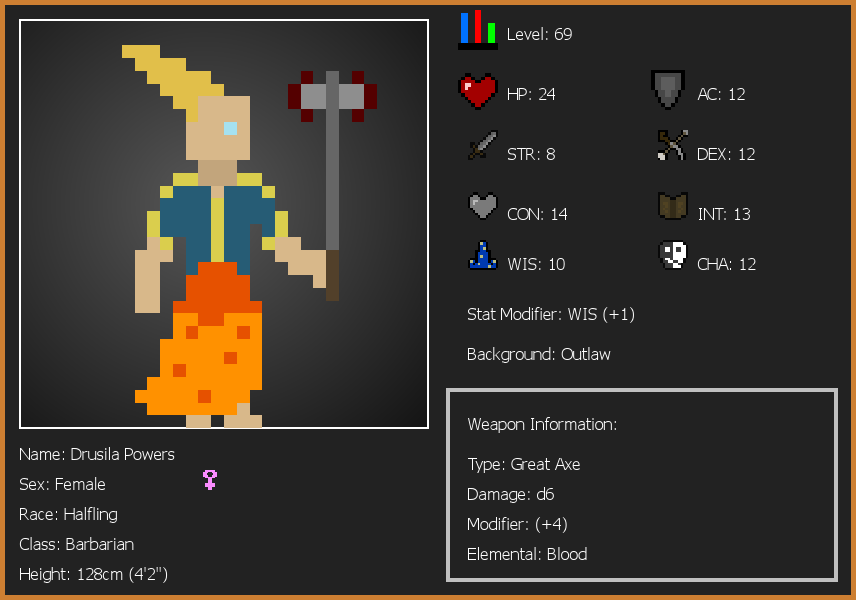 Level: 69
HP: 24
AC: 12
STR: 8
DEX: 12
CON: 14
INT: 13
WIS: 10
CHA: 12
Stat Modifier: WIS (+1)
Background: Outlaw
Weapon Information:
Type: Great Axe
Damage: d6
Modifier: (+4)
Elemental: Blood
Name: Drusila Powers
Sex: Female
Race: Halfling
Class: Barbarian
Height: 128cm (4'2")